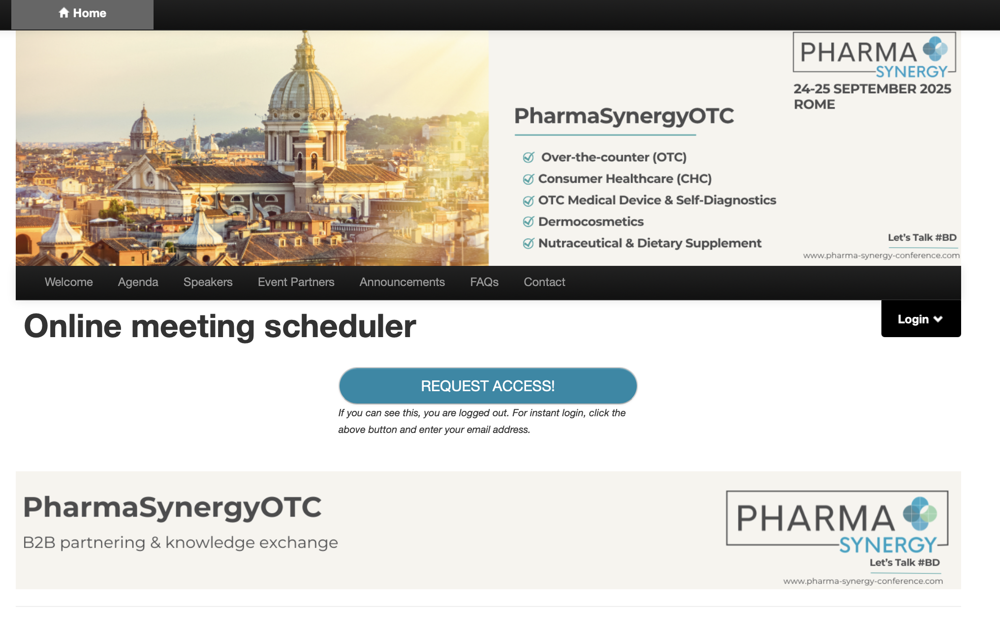 Home
PHARMA
SYNERGY
24-25 SEPTEMBER 2025
ROME
PharmaSynergyOTC
Over-the-counter (OTC)
Consumer Healthcare (CHC)
OTC Medical Device & Self-Diagnostics
Dermocosmetics
Nutraceutical & Dietary Supplement
Let's Talk #BD
www.pharma-synergy-conference.com
Welcome Agenda Speakers Event Partners Announcements FAQs Contact
Online meeting scheduler
Login
REQUEST ACCESS!
If you can see this, you are logged out. For instant login, click the
above button and enter your email address.
PharmaSynergyOTC
B2B partnering & knowledge exchange
PHARMA
SYNERGY
Let's Talk #BD
www.pharma-synergy-conference.com